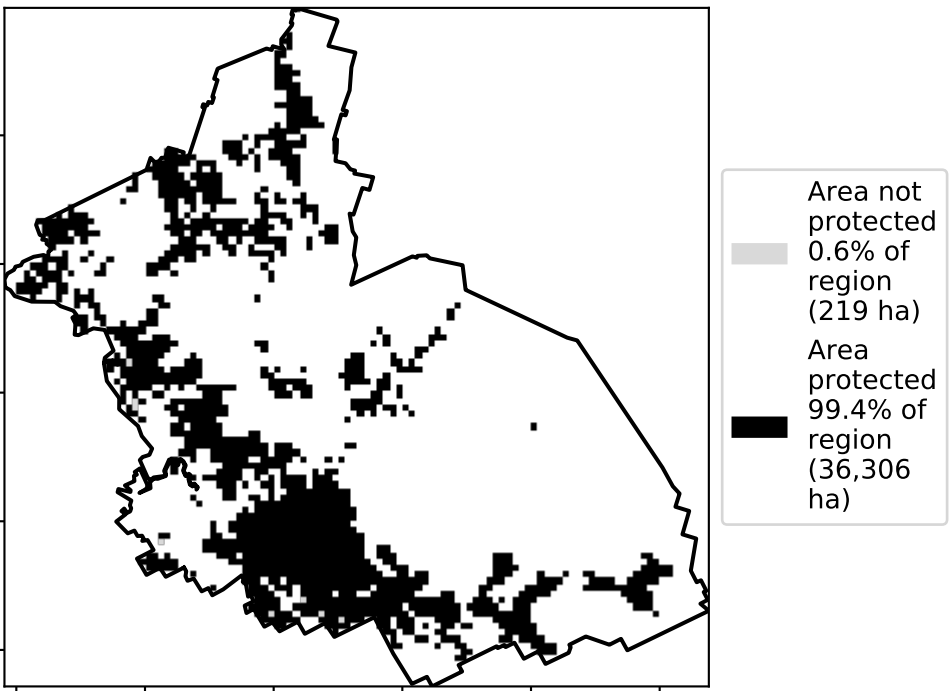 Area not
protected
0.6% of
region
(219 ha)
Area
protected
99.4% of
region
(36,306
ha)